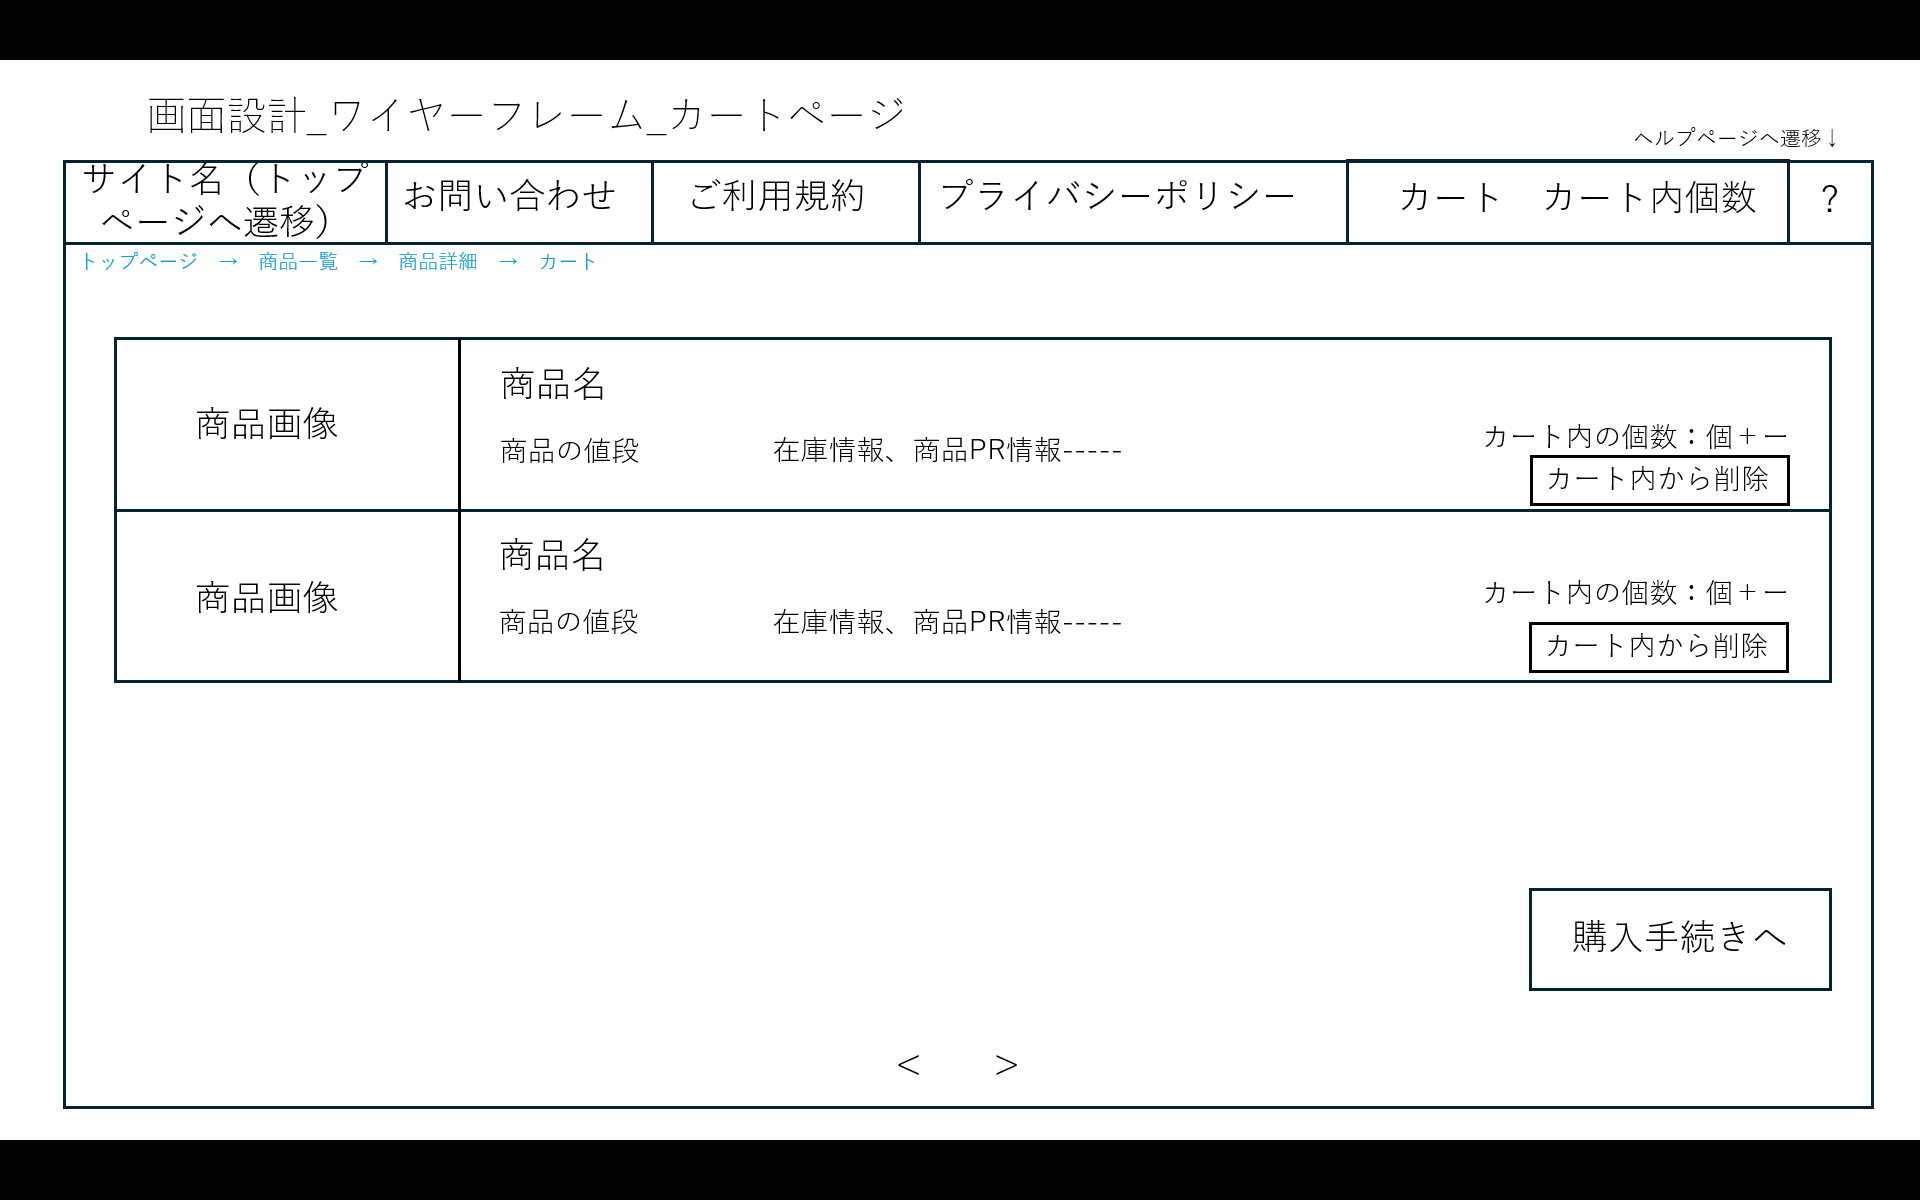 画面設計_ワイヤーフレーム_カートページ
ヘルプページへ遷移↓
サイト名（トップ
ページへ遷移）
お問い合わせ
ご利用規約
プライバシーポリシー
カート　カート内個数
？
トップページ　→　商品一覧　→　商品詳細　→　カート
商品画像
商品名
商品の値段
在庫情報、商品PR情報-----
カート内の個数：個＋ー
カート内から削除
商品画像
商品名
商品の値段
在庫情報、商品PR情報-----
カート内の個数：個＋ー
カート内から削除
購入手続きへ
＜　＞